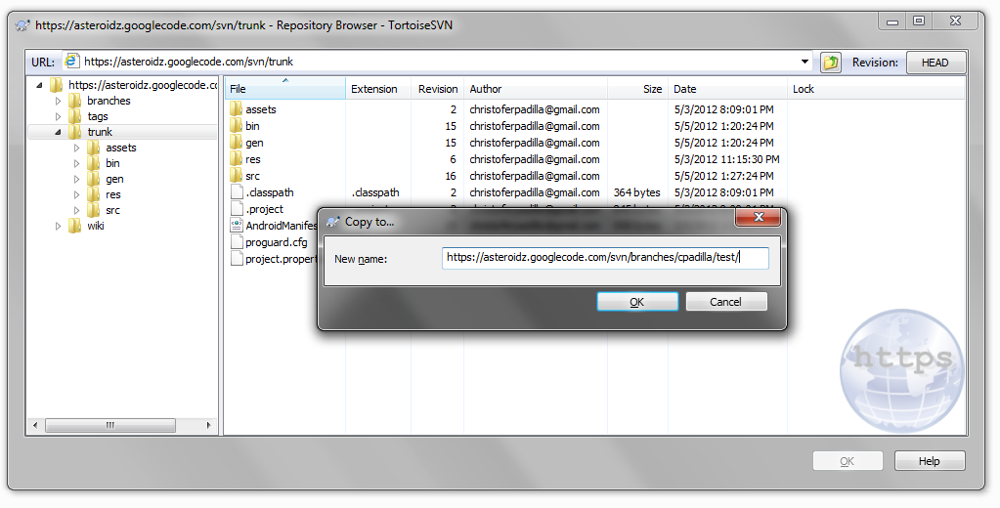 https://asteroidz.googlecode.com/svn/trunk - Repository Browser - TortoiseSVN
URL: https://asteroidz.googlecode.com/svn/trunk Revision: HEAD
https://asteroidz.googlecode.co
branches
tags
trunk
assets
bin
gen
res
src
wiki
File Extension Revision Author Size Date Lock
assets 2 christoferpadilla@gmail.com 5/3/2012 8:09:01 PM
bin 15 christoferpadilla@gmail.com 5/5/2012 1:20:24 PM
gen 15 christoferpadilla@gmail.com 5/5/2012 1:20:24 PM
res 6 christoferpadilla@gmail.com 5/3/2012 11:15:30 PM
src 16 christoferpadilla@gmail.com 5/5/2012 1:27:24 PM
.classpath .classpath 2 christoferpadilla@gmail.com 364 bytes 5/3/2012 8:09:01 PM
.project
AndroidManifes
proguard.cfg
project.propert
Copy to...
New name: https://asteroidz.googlecode.com/svn/branches/cpadilla/test/
OK Cancel
https
OK Help